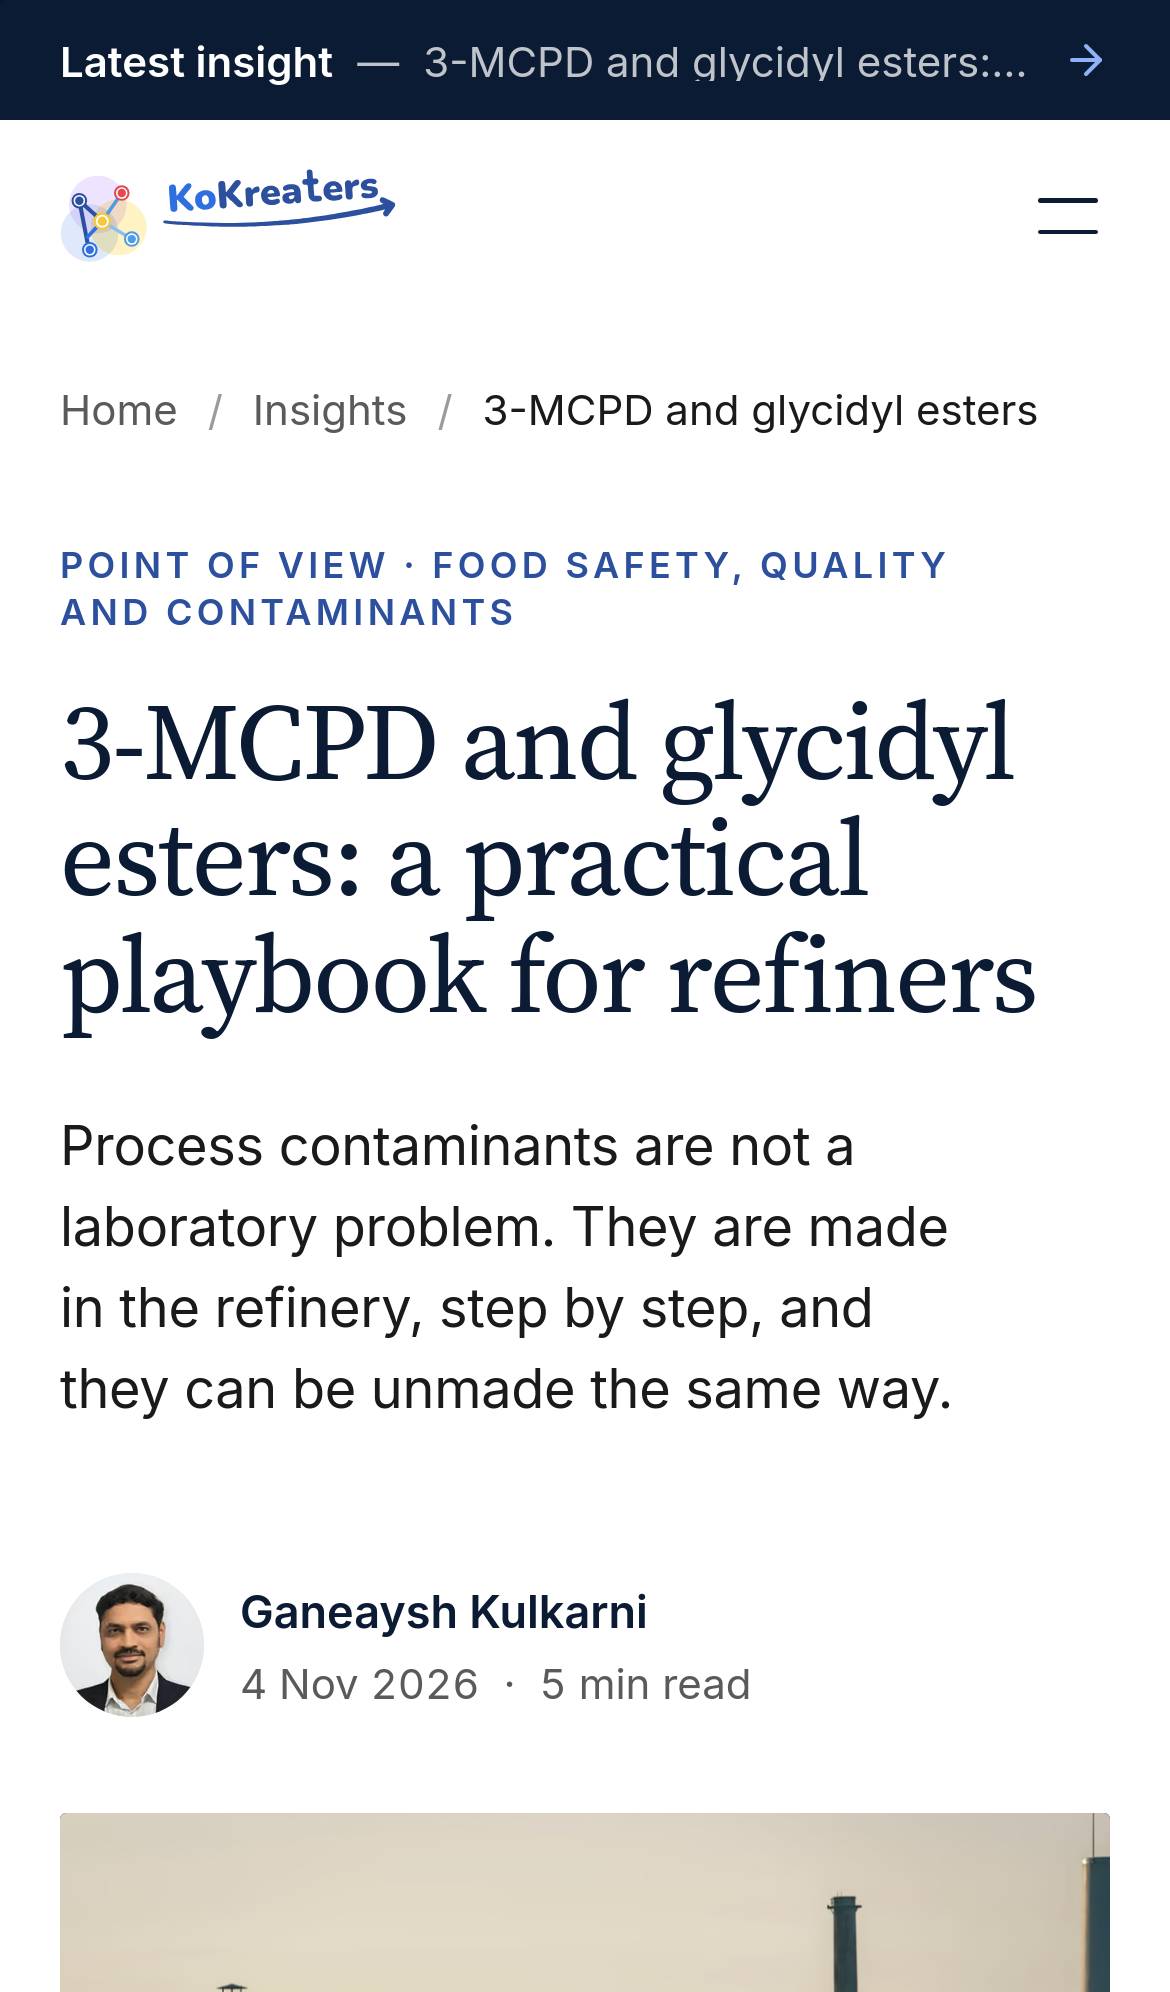 Latest insight — 3-MCPD and glycidyl esters:...
KoKreaters
Home / Insights / 3-MCPD and glycidyl esters
POINT OF VIEW · FOOD SAFETY, QUALITY
AND CONTAMINANTS
3-MCPD and glycidyl
esters: a practical
playbook for refiners
Process contaminants are not a
laboratory problem. They are made
in the refinery, step by step, and
they can be unmade the same way.
Ganeaysh Kulkarni
4 Nov 2026 · 5 min read